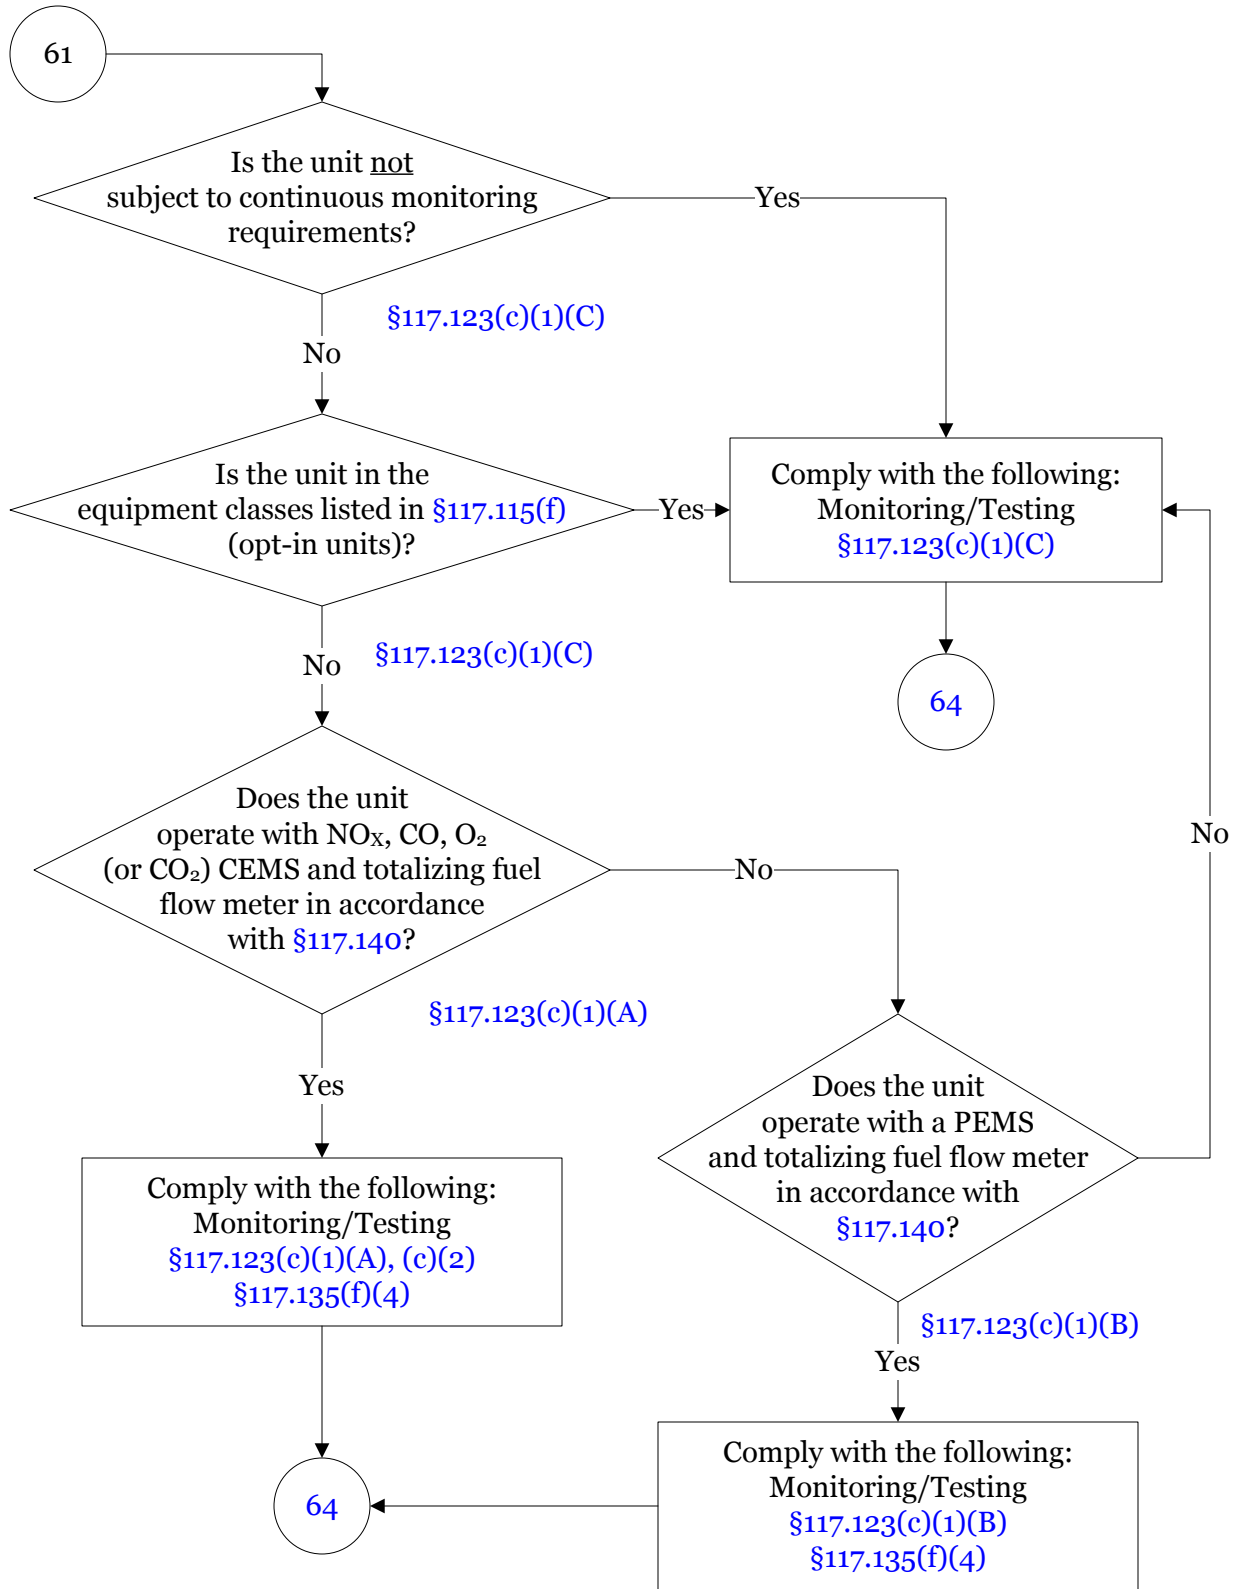 61
Is the unit not
subject to continuous monitoring
requirements?
Yes
§117.123(c)(1)(C)
No
Is the unit in the
equipment classes listed in §117.115(f)
(opt-in units)?
Yes
Comply with the following:
Monitoring/Testing
§117.123(c)(1)(C)
§117.123(c)(1)(C)
No
64
Does the unit
operate with NOX, CO, O2
(or CO2) CEMS and totalizing fuel
flow meter in accordance
with §117.140?
No
No
§117.123(c)(1)(A)
Yes
Does the unit
operate with a PEMS
and totalizing fuel flow meter
in accordance with
§117.140?
Comply with the following:
Monitoring/Testing
§117.123(c)(1)(A), (c)(2)
§117.135(f)(4)
§117.123(c)(1)(B)
Yes
64
Comply with the following:
Monitoring/Testing
§117.123(c)(1)(B)
§117.135(f)(4)